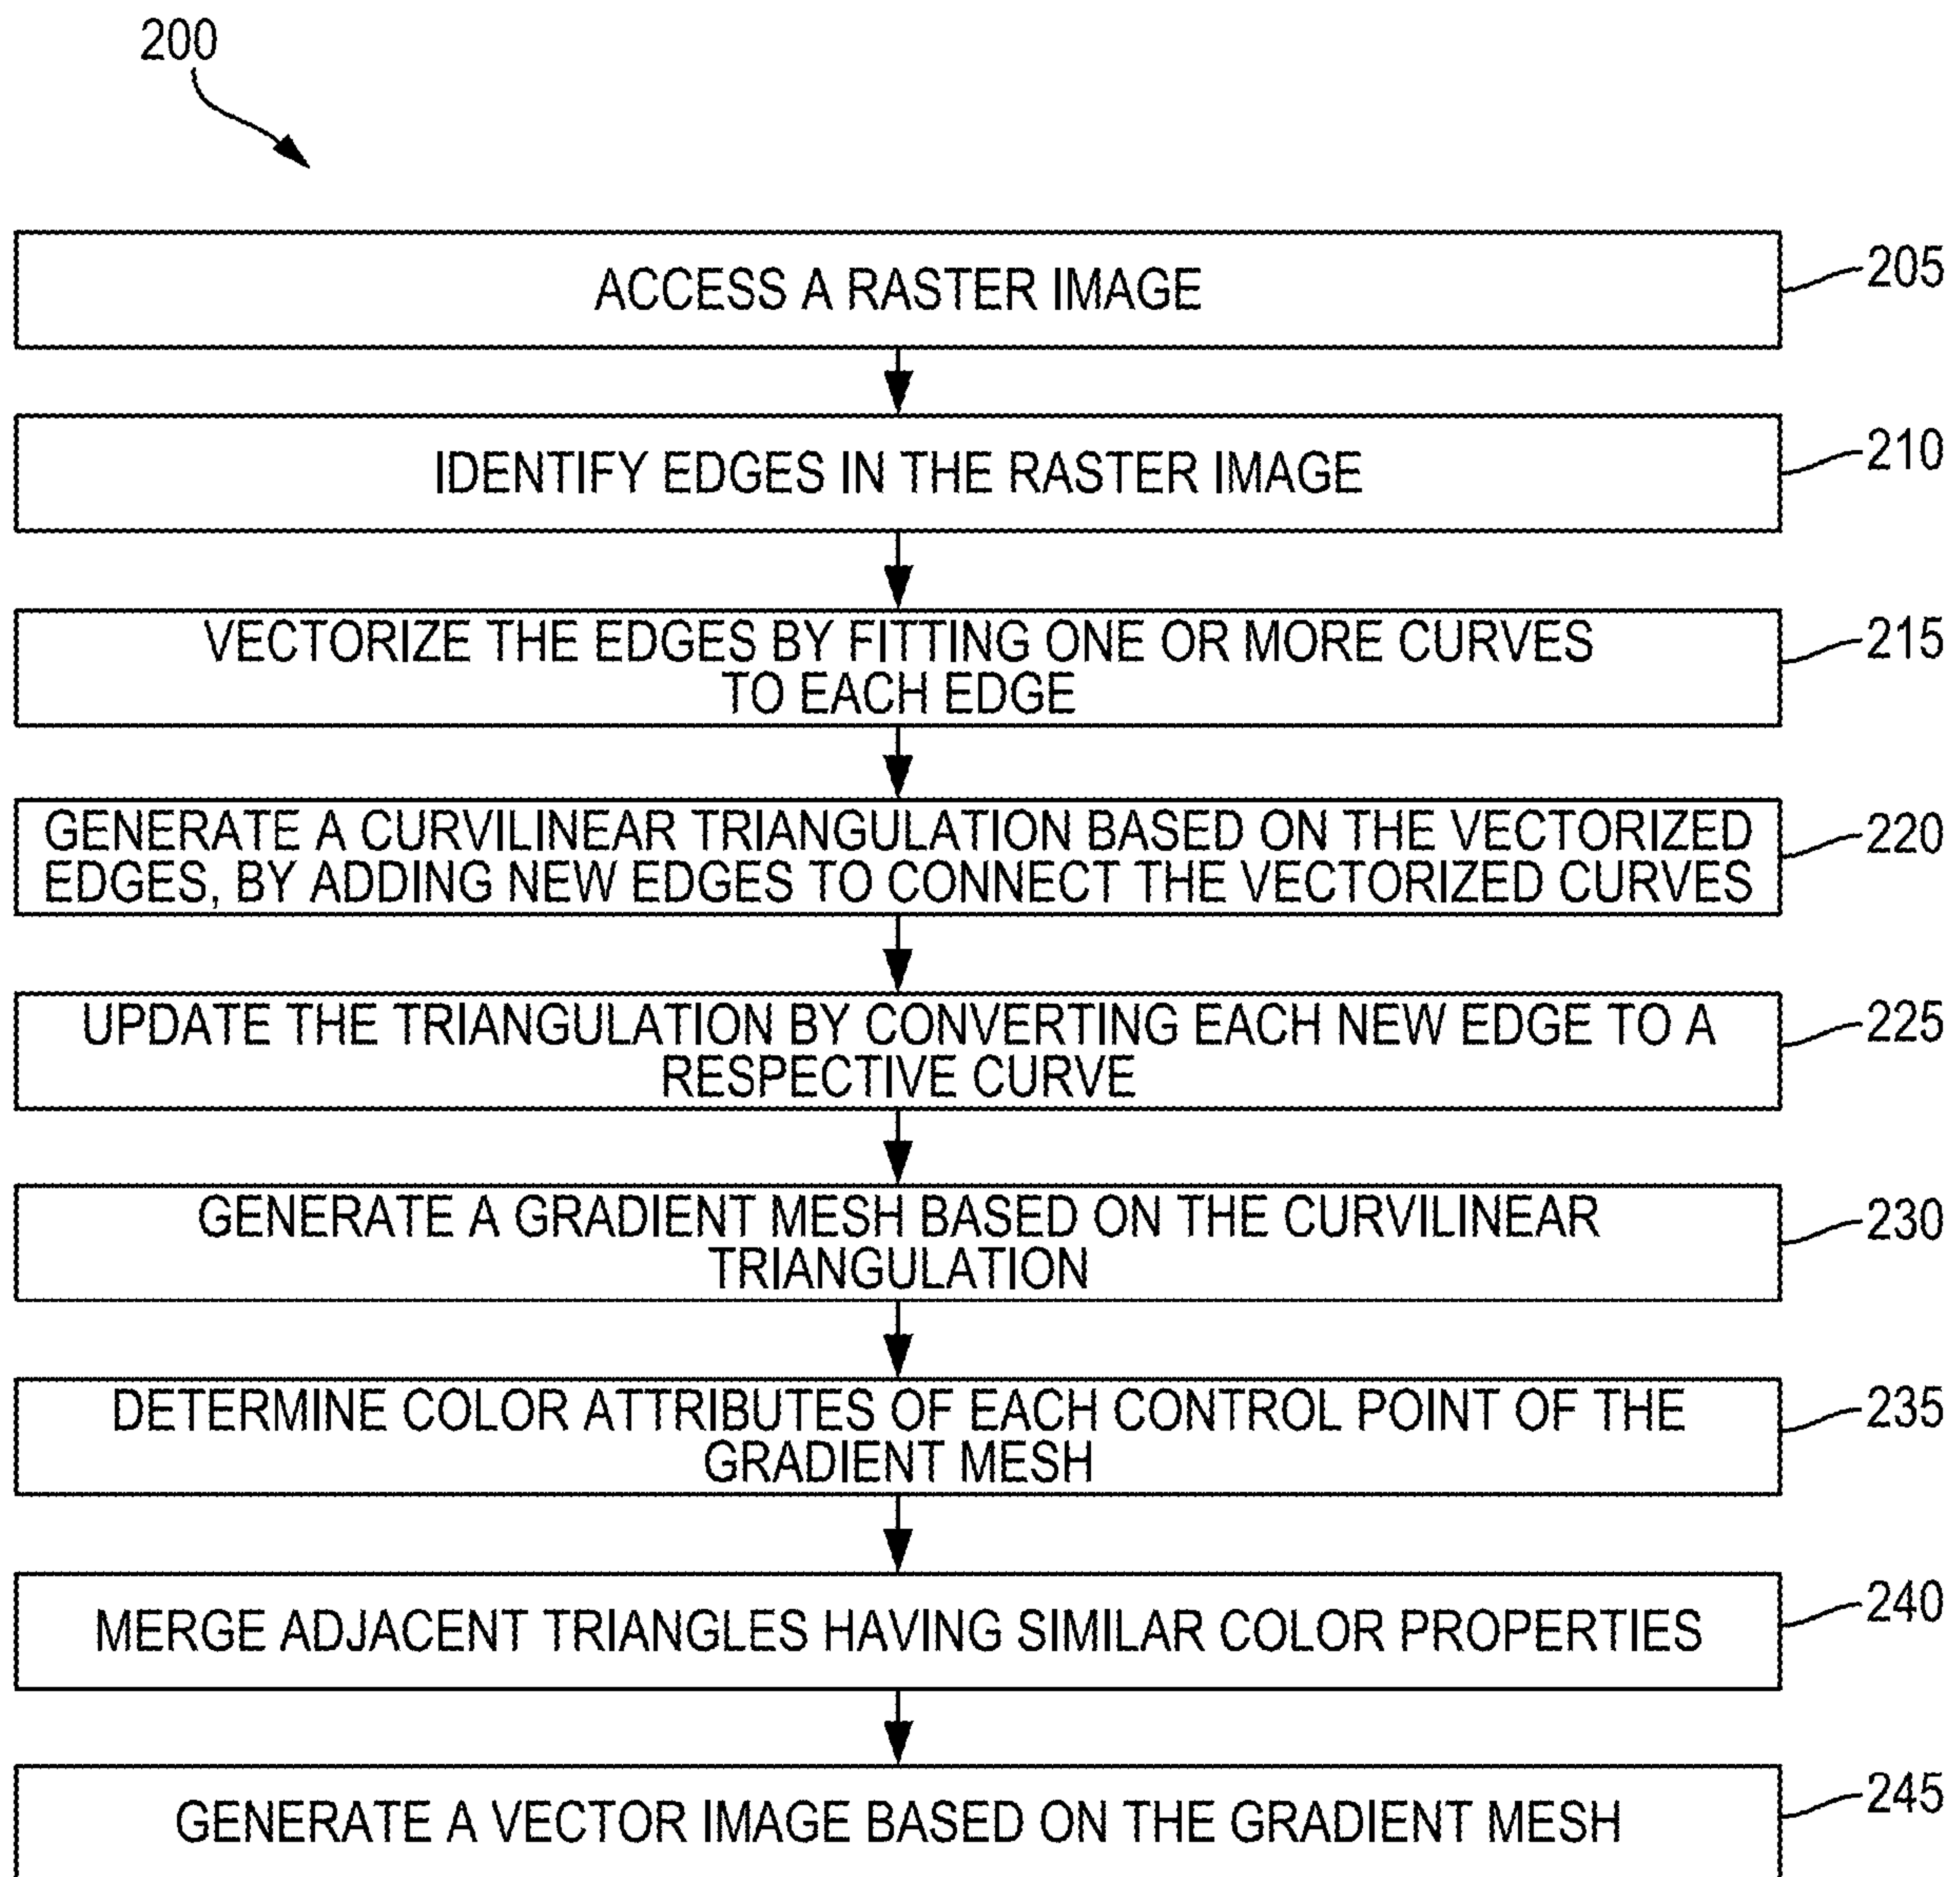 200
ACCESS A RASTER IMAGE
205
IDENTIFY EDGES IN THE RASTER IMAGE
210
VECTORIZE THE EDGES BY FITTING ONE OR MORE CURVES
TO EACH EDGE
215
GENERATE A CURVILINEAR TRIANGULATION BASED ON THE VECTORIZED
EDGES, BY ADDING NEW EDGES TO CONNECT THE VECTORIZED CURVES
220
UPDATE THE TRIANGULATION BY CONVERTING EACH NEW EDGE TO A
RESPECTIVE CURVE
225
GENERATE A GRADIENT MESH BASED ON THE CURVILINEAR
TRIANGULATION
230
DETERMINE COLOR ATTRIBUTES OF EACH CONTROL POINT OF THE
GRADIENT MESH
235
MERGE ADJACENT TRIANGLES HAVING SIMILAR COLOR PROPERTIES
240
GENERATE A VECTOR IMAGE BASED ON THE GRADIENT MESH
245